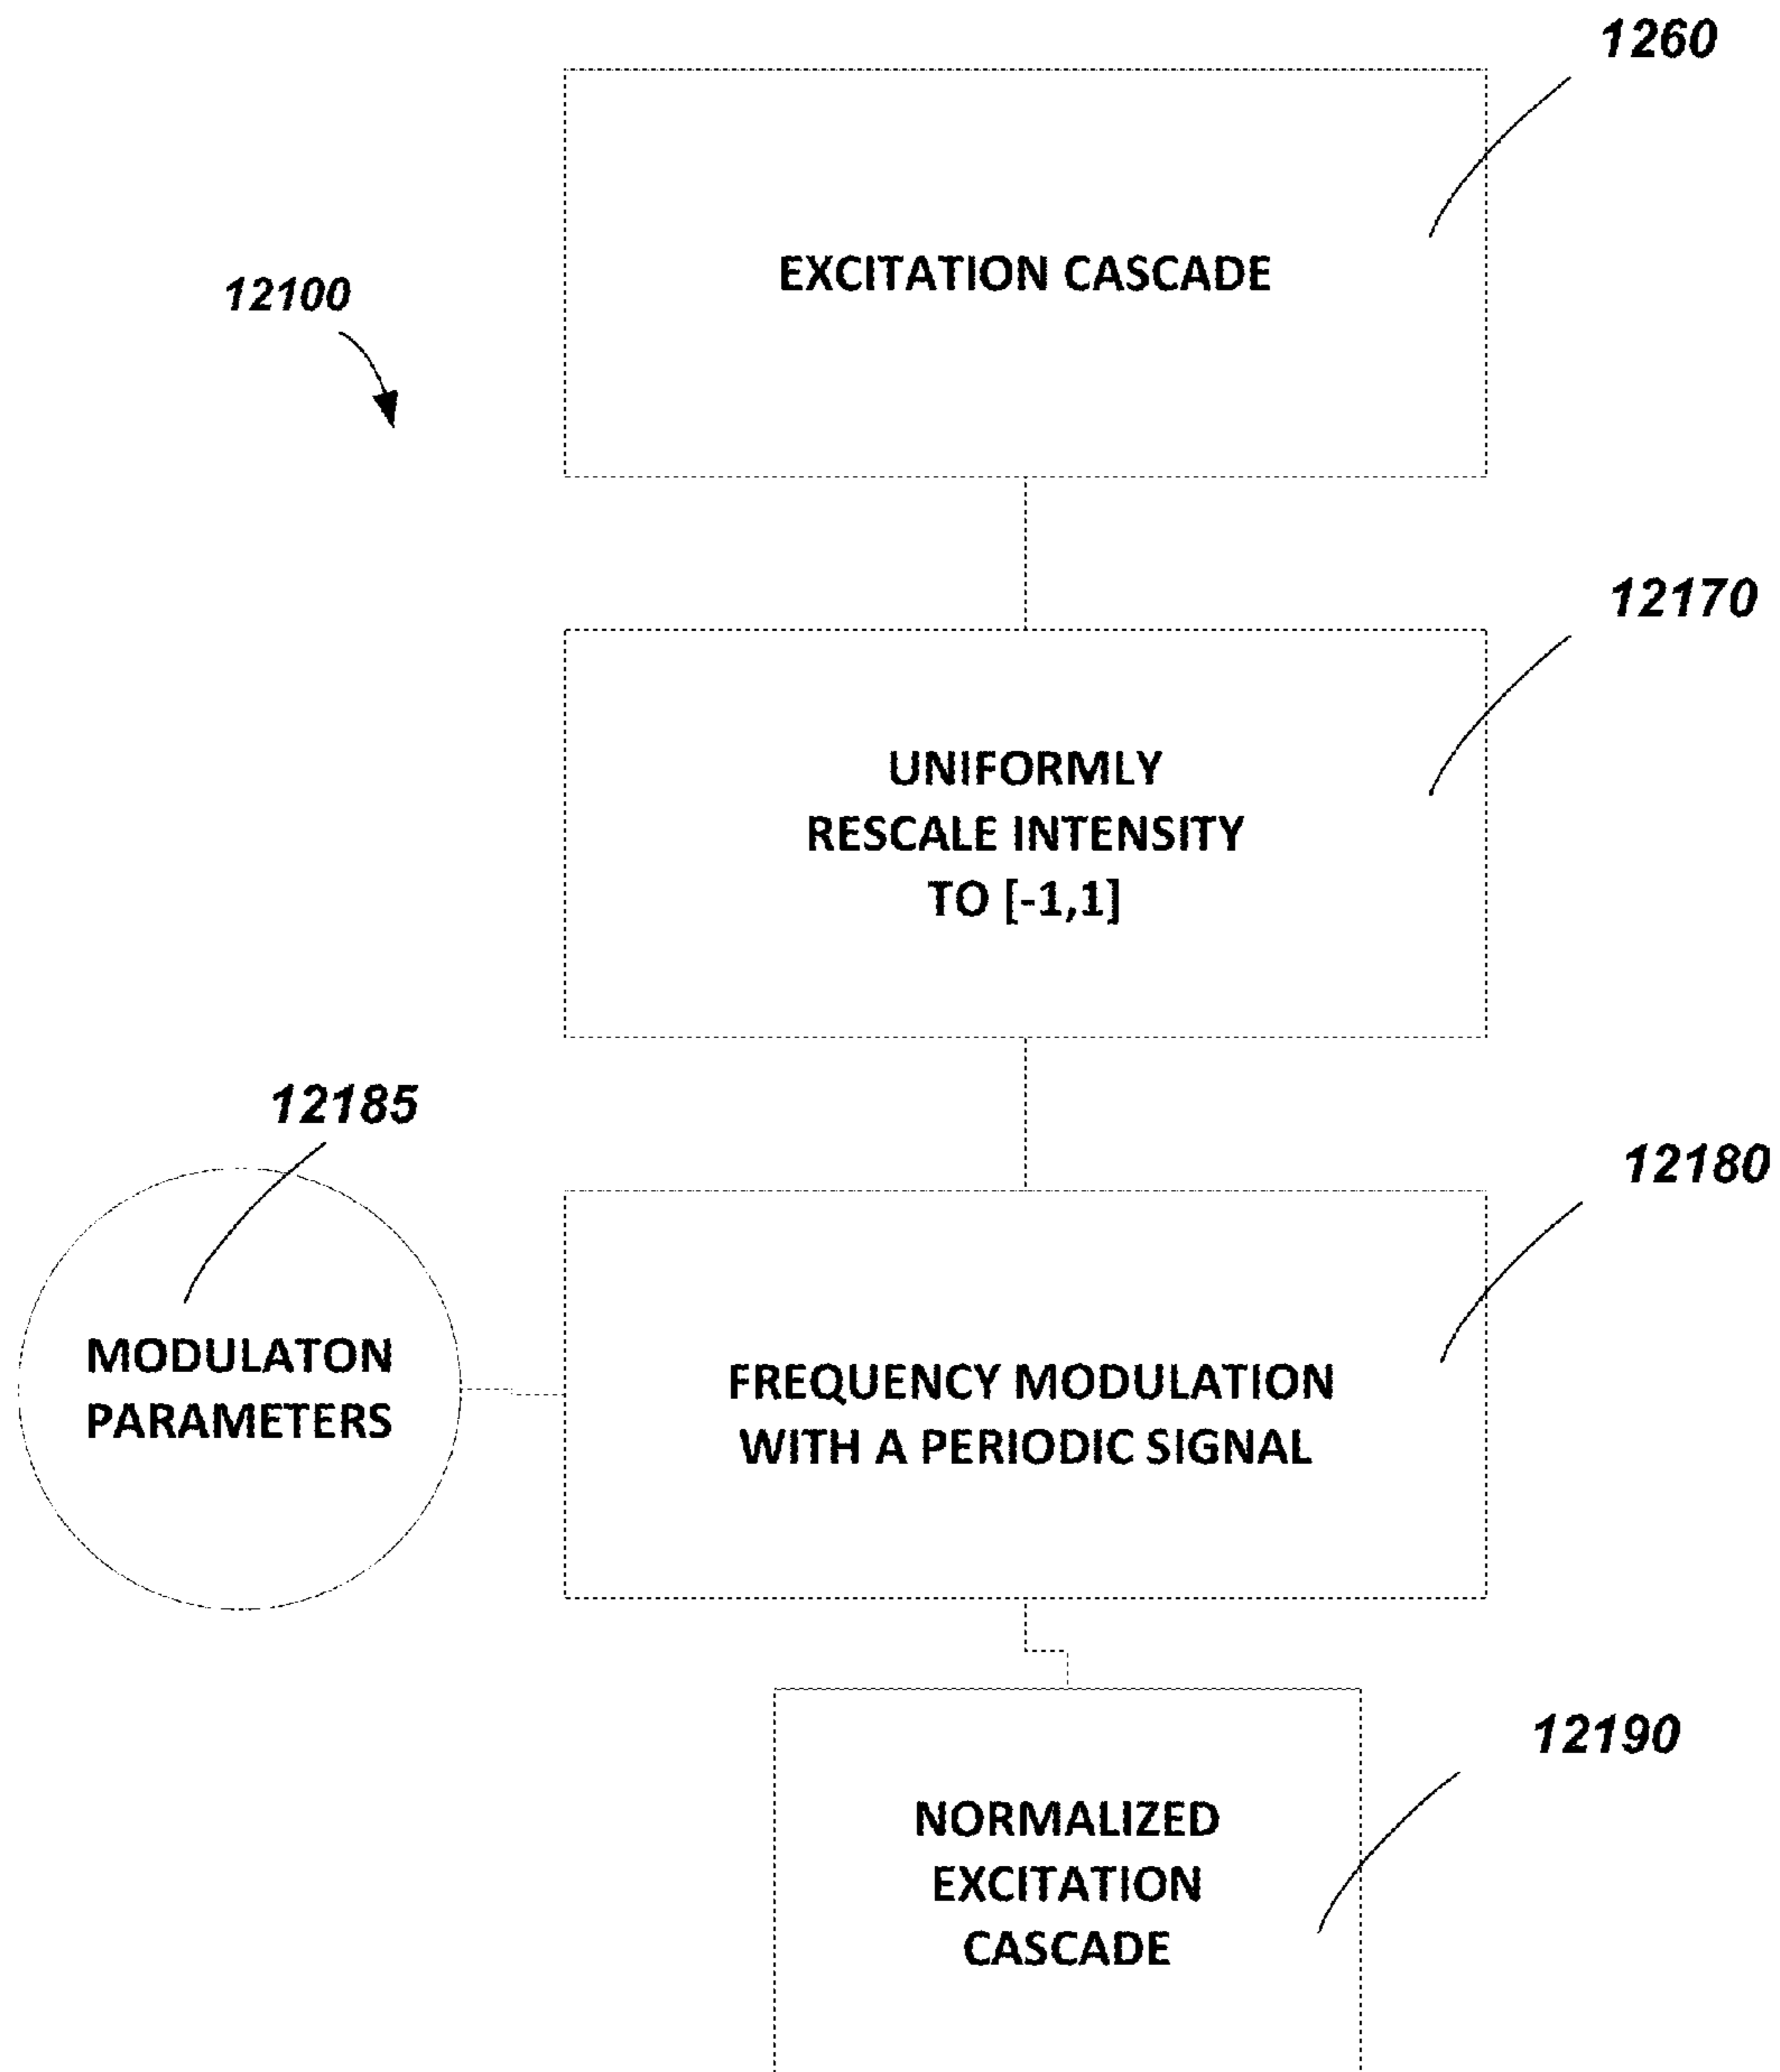 1260
EXCITATION CASCADE
12100
12170
UNIFORMLY
RESCALE INTENSITY
TO [-1,1]
12185
12180
MODULATON
PARAMETERS
FREQUENCY MODULATION
WITH A PERIODIC SIGNAL
12190
NORMALIZED
EXCITATION
CASCADE